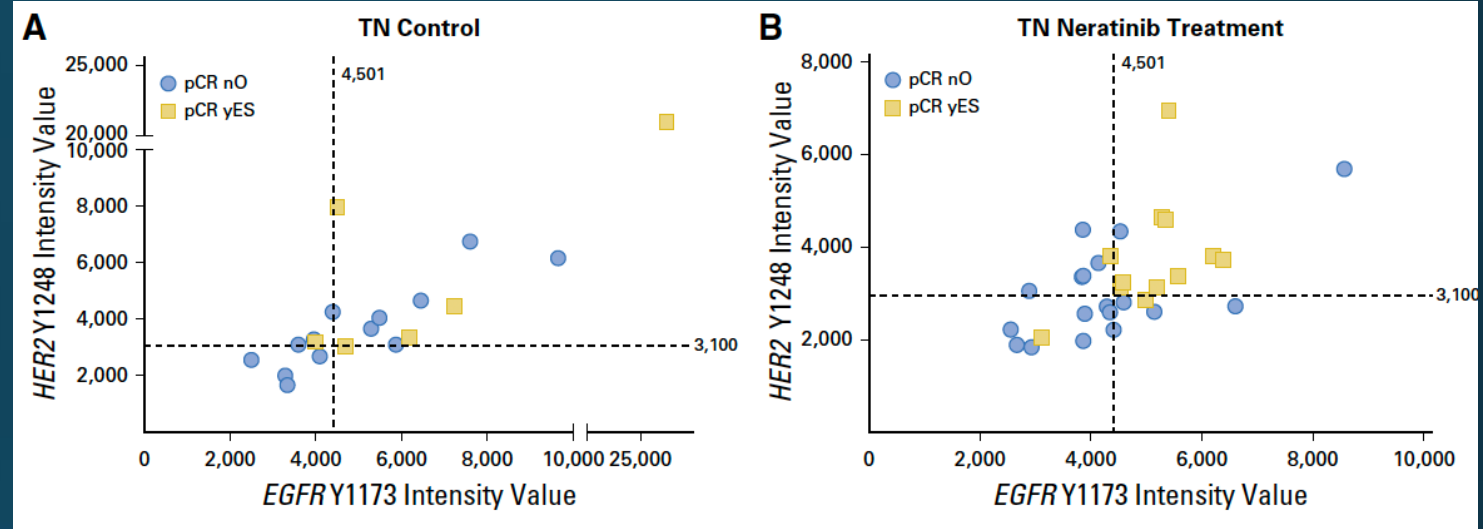 A
TN Control
25,000
20,000
10,000
8,000
6,000
4,000
2,000
HER2 Y1248 Intensity Value
pCR nO
pCR yES
4,501
3,100
0
2,000
4,000
6,000
8,000
10,000
25,000
EGFR Y1173 Intensity Value
B
TN Neratinib Treatment
8,000
6,000
4,000
2,000
HER2 Y1248 Intensity Value
pCR nO
pCR yES
4,501
3,100
0
2,000
4,000
6,000
8,000
10,000
EGFR Y1173 Intensity Value